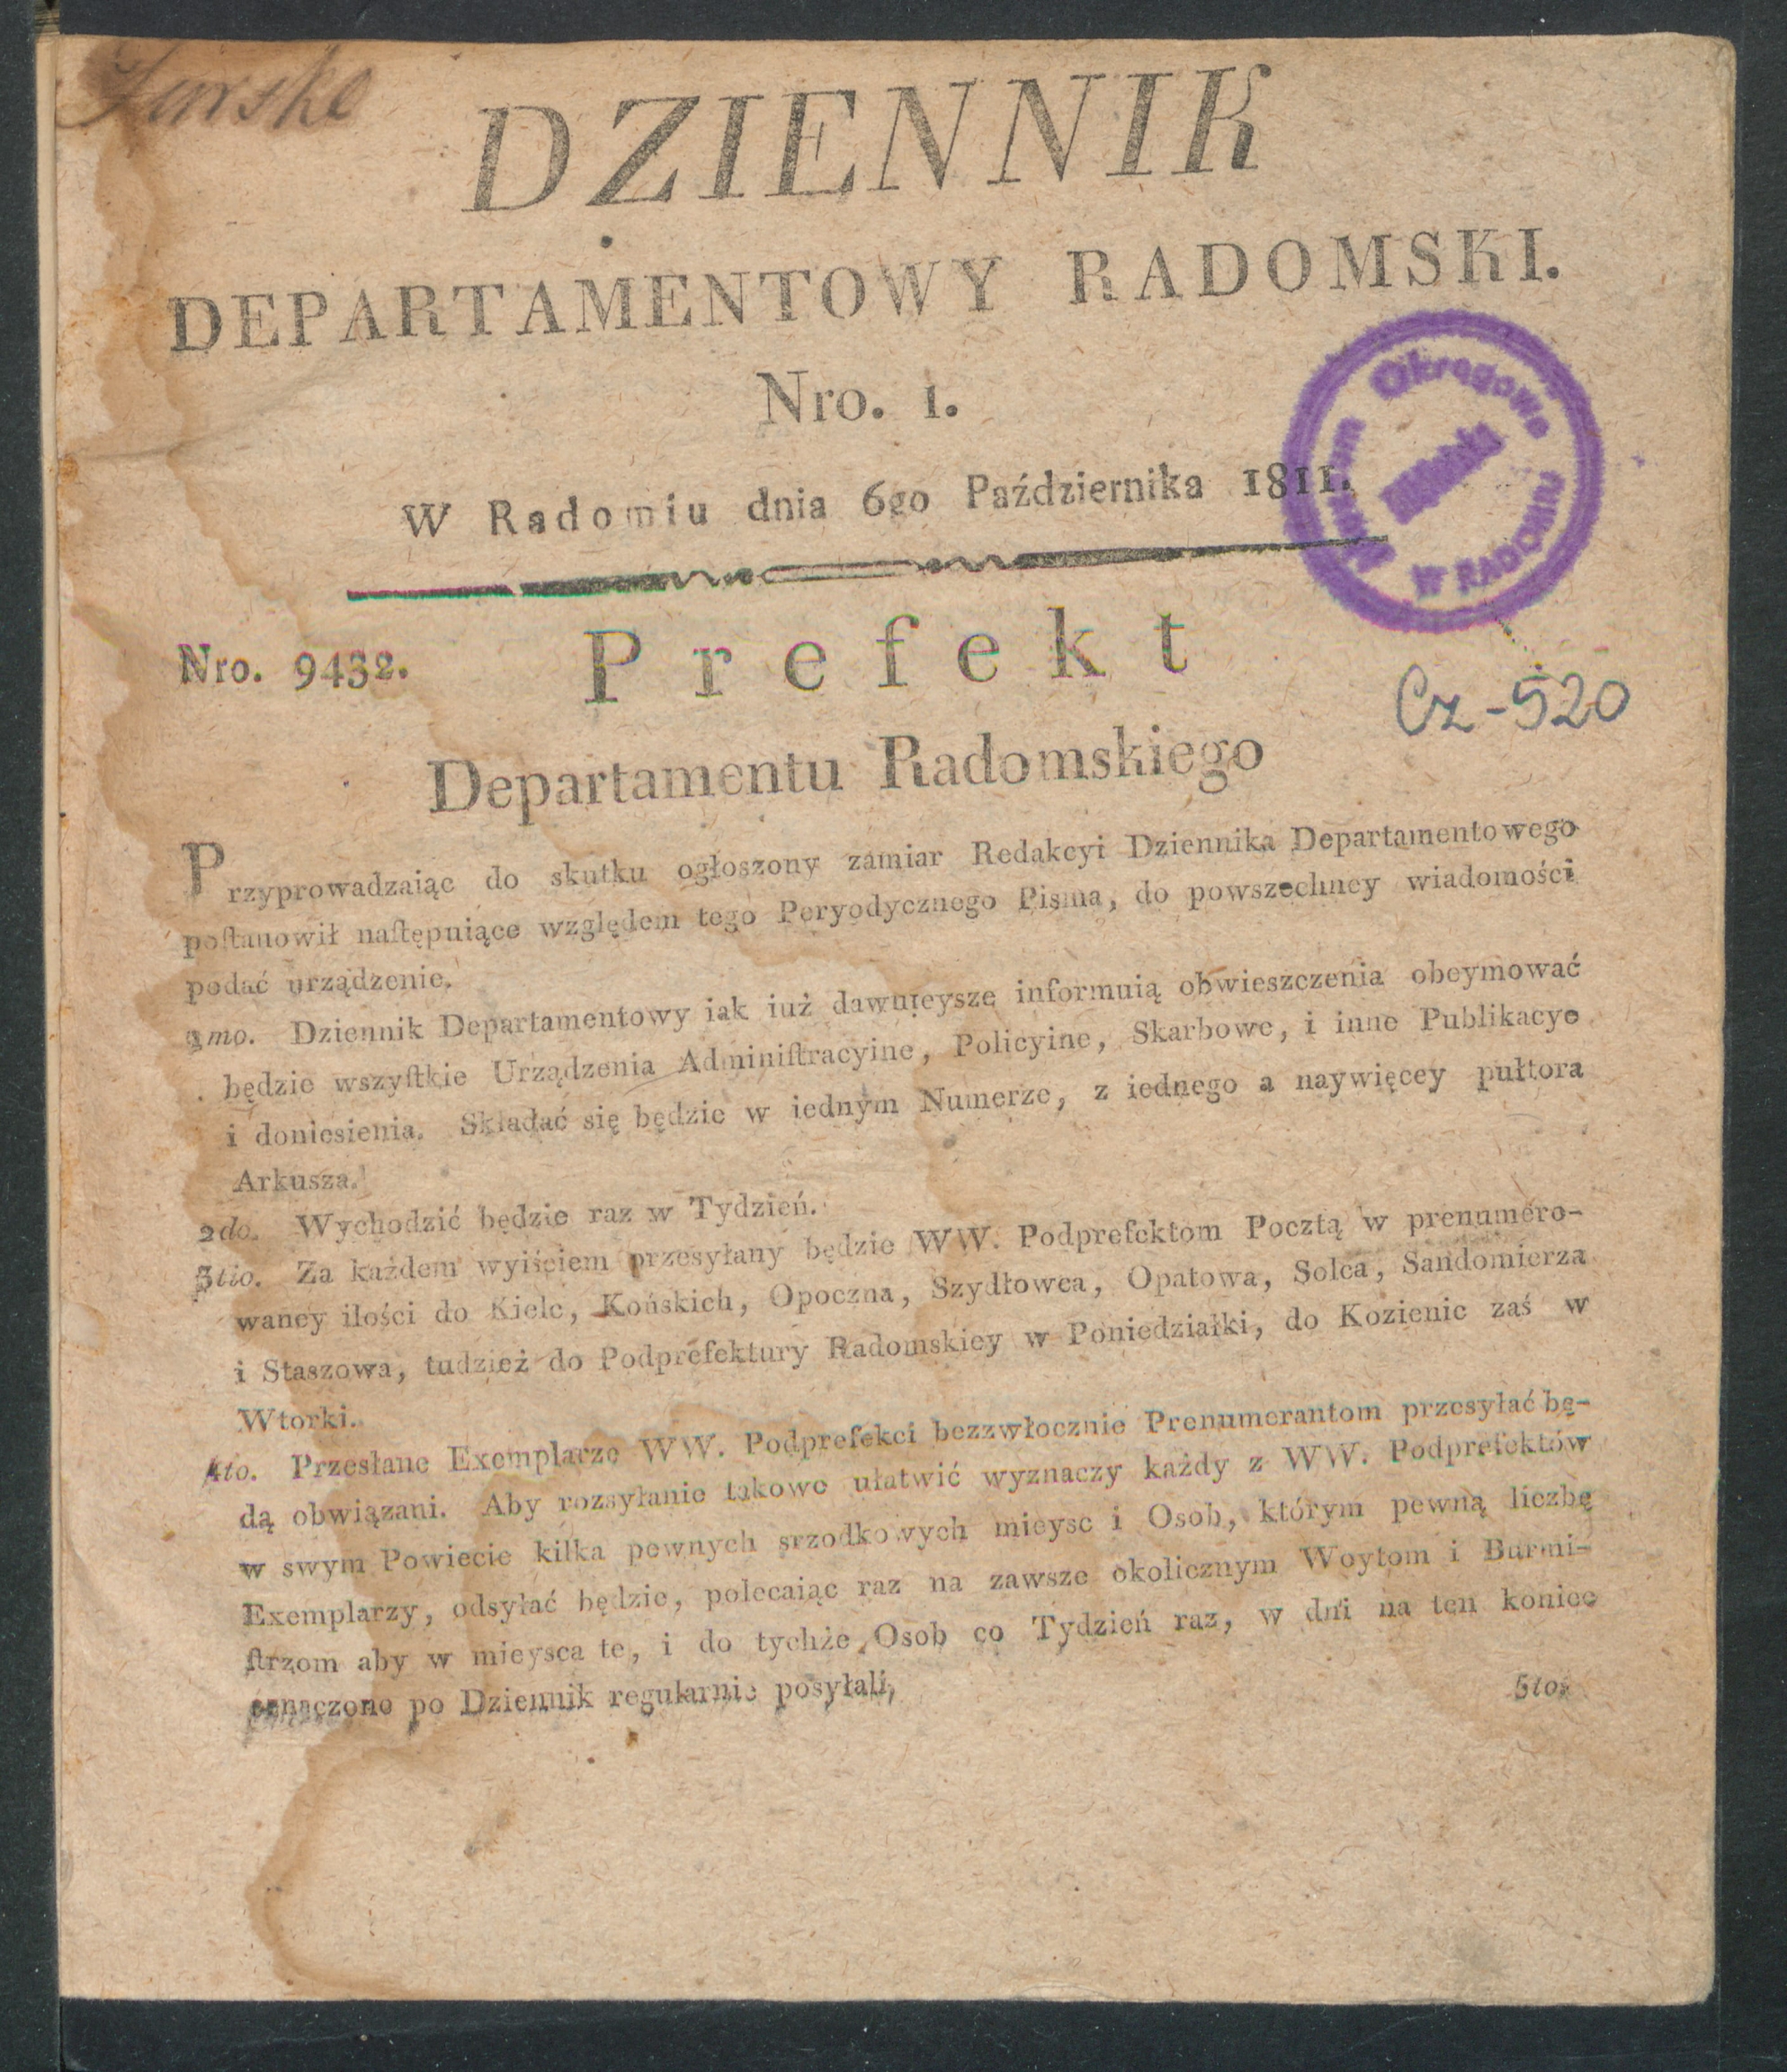 DZIENNIK
DEPARTAMENTOWY RADOMSKI.
Nro. 1.
W Radomiu dnia 6go Października 1811.
Okręgowe
W RADOMIU
Nro. 9432.
Prefekt
Cz-520
Departamentu Radomskiego
Przyprowadzaiąc do skutku ogłoszony zamiar Redakcyi Dziennika Departamentowego
poſtanowił naſtępniące względem tego Peryodycznego Pisma, do powszechney wiadomości
podać urządzenie.
1mo. Dziennik Departamentowy iak iuż dawnieysze informuią obwieszczenia obeymować
będzie wszyſtkie Urządzenia Adminiſtracyine, Policyine, Skarbowe, i inne Publikacye
i doniesienia. Składać się będzie w iednym Numerze, z iednego a naywięcey pułtora
Arkusza.
2do. Wychodzić będzie raz w Tydzień.
3tio. Za każdem wyiściem przesyłany będzie WW. Podprefektom Pocztą w prenumero-
waney ilości do Kielc, Końskich, Opoczna, Szydłowca, Opatowa, Solca, Sandomierza
i Staszowa, tudzież do Podprefektury Radomskiey w Poniedziałki, do Kozienic zaś w
Wtorki.
4to. Przesłane Exemplarze WW. Podprefekci bezzwłocznie Prenumerantom przesyłać bę-
dą obwiązani. Aby rozsyłanie takowe ułatwić wyznaczy każdy z WW. Podprefektów
w swym Powiecie kilka pewnych srzodkowych mieysc i Osob, którym pewną liczbę
Exemplarzy, odsyłać będzie, polecaiąc raz na zawsze okolicznym Woytom i Burmi-
ſtrzom aby w mieysca te, i do tychże Osob co Tydzień raz, w dni na ten koniec
oznaczone po Dziennik regularnie posyłali,
5to.